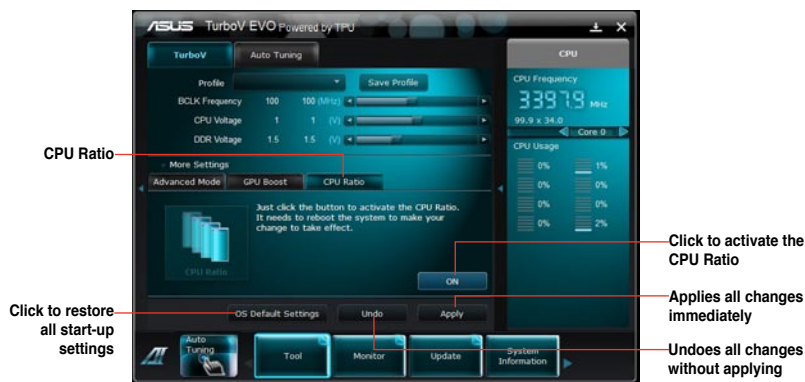 ASUS TurboV EVO Powered by TPU
TurboV
Auto Tuning
Profile
Save Profile
BCLK Frequency 100 100 (MHz)
CPU Voltage 1 1 (V)
DDR Voltage 1.5 1.5 (V)
More Settings
Advanced Mode
GPU Boost
CPU Ratio
Just click the button to activate the CPU Ratio.
It needs to reboot the system to make your
change to take effect.
CPU Ratio
ON
OS Default Settings
Undo
Apply
CPU
CPU Frequency
3397.9 MHz
99.9 x 34.0
Core 0
CPU Usage
0% 1%
0% 0%
0% 0%
0% 2%
Auto
Tuning
Tool
Monitor
Update
System
Information
CPU Ratio
Click to restore
all start-up
settings
Click to activate the
CPU Ratio
Applies all changes
immediately
Undoes all changes
without applying